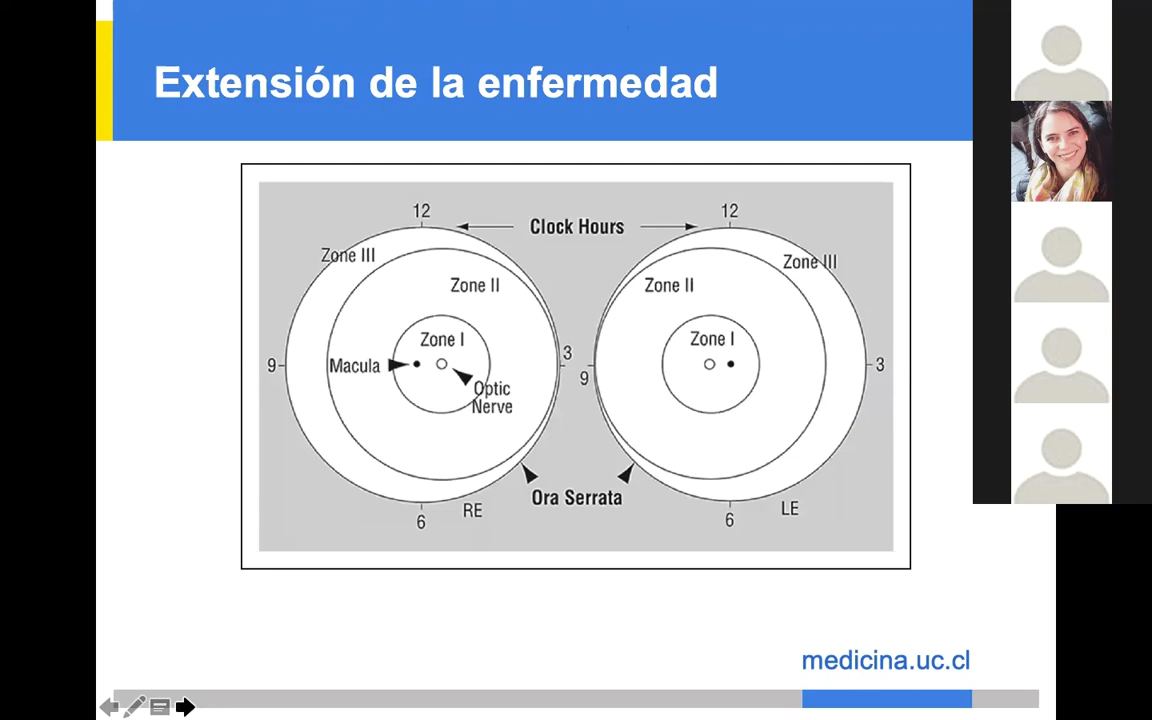 Extensión de la enfermedad
12
12
Clock Hours
Zone III
Zone III
Zone II
Zone II
Zone I
Zone I
3
9
Macula
9
3
Optic
Nerve
Ora Serrata
RE
LE
6
6
medicina.uc.cl